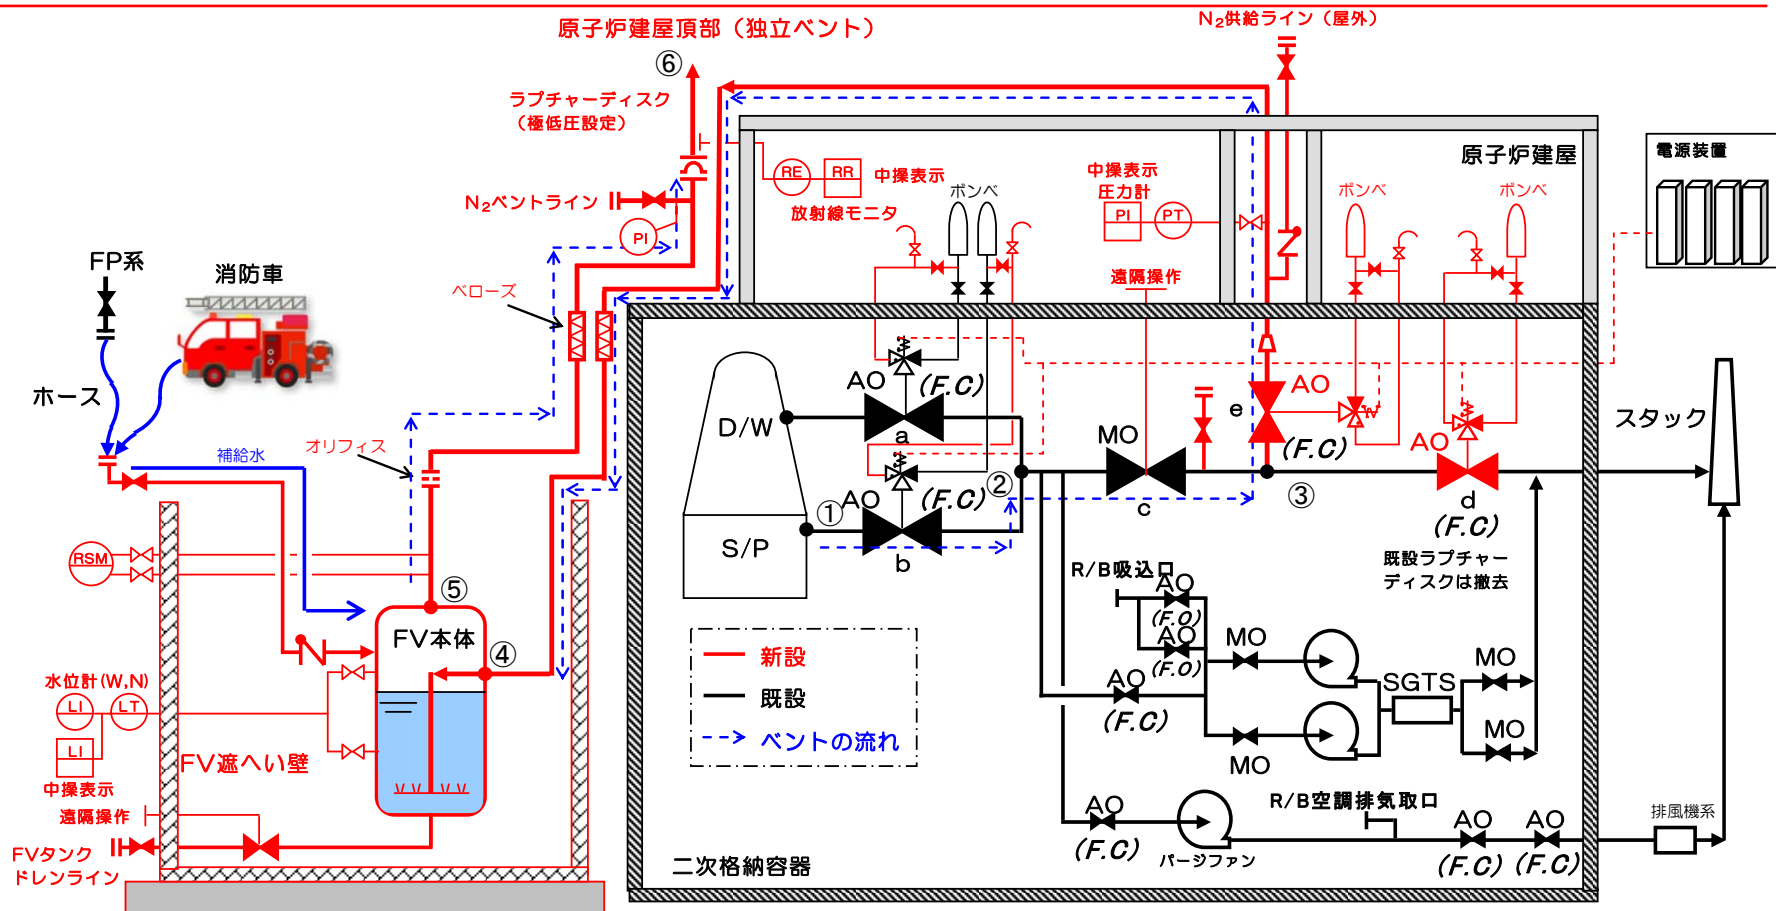 原子炉建屋頂部（独立ベント）
N₂供給ライン（屋外）
⑥
ラプチャーディスク
（極低圧設定）
RE
RR
中操表示
放射線モニタ
N₂ベントライン
PI
ボンベ
中操表示
圧力計
PI
PT
遠隔操作
原子炉建屋
ボンベ
ボンベ
電源装置
FP系
消防車
ベローズ
ホース
補給水
オリフィス
AO
(F.C)
D/W
a
MO
AO
e
(F.C)
AO
スタック
①
AO
(F.C)
②
③
c
d
(F.C)
S/P
b
既設ラプチャー
ディスクは撤去
RSM
⑤
R/B吸込口
AO
(F.O)
AO
(F.O)
FV本体
④
MO
MO
AO
(F.C)
SGTS
MO
MO
新設
既設
ベントの流れ
水位計(W,N)
LI
LT
LI
中操表示
FV遮へい壁
遠隔操作
FVタンク
ドレンライン
AO
(F.C)
パージファン
R/B空調排気取口
AO
(F.C)
AO
(F.C)
排風機系
二次格納容器